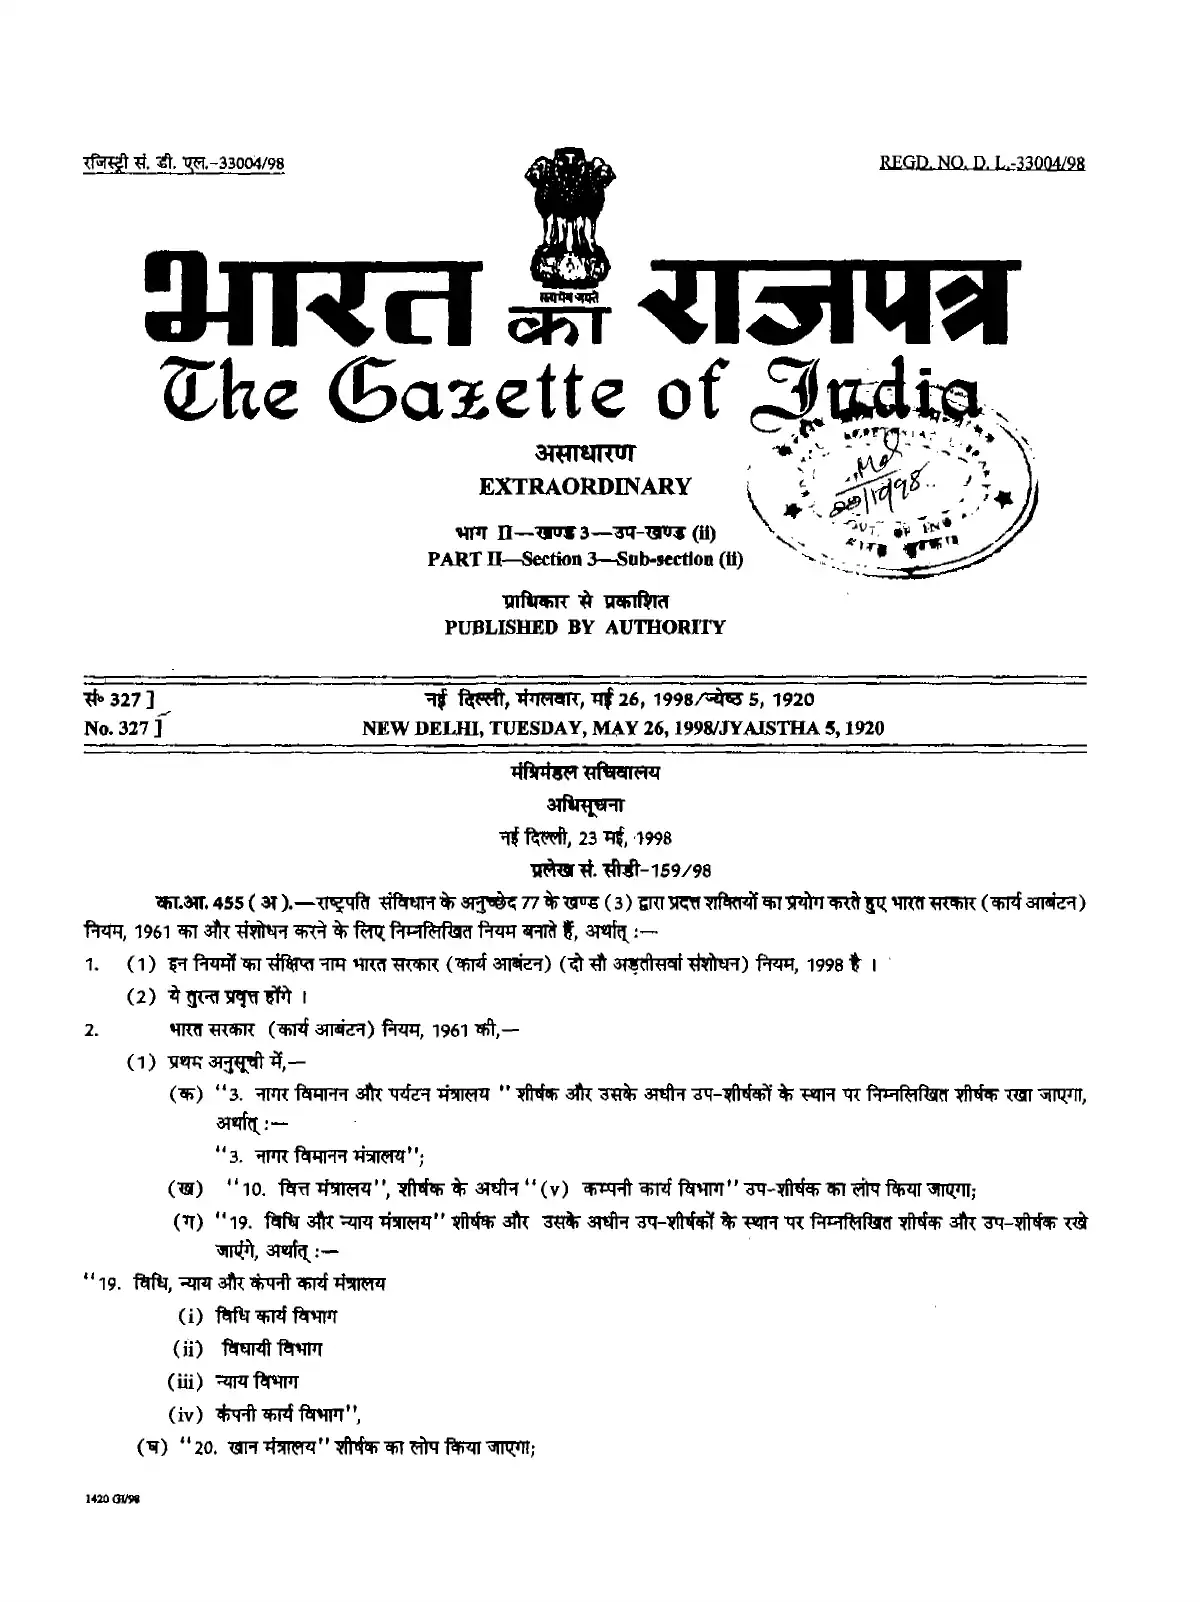 रजिस्ट्री सं. डी. एल.-33004/98
REGD. NO. D. L.-33004/98
सत्यमेव जयते
भारत का राजपत्र
The Gazette of India
असाधारण
EXTRAORDINARY
भाग II—खण्ड 3—उप-खण्ड (ii)
PART II—Section 3—Sub-section (ii)
प्राधिकार से प्रकाशित
PUBLISHED BY AUTHORITY
सं॰ 327 ]
नई दिल्ली, मंगलवार, मई 26, 1998/ज्येष्ठ 5, 1920
No. 327 ]
NEW DELHI, TUESDAY, MAY 26, 1998/JYAISTHA 5, 1920
मंत्रिमंडल सचिवालय
अधिसूचना
नई दिल्ली, 23 मई, 1998
प्रलेख सं. सीडी-159/98
का.आ. 455 ( अ ).—राष्ट्रपति संविधान के अनुच्छेद 77 के खण्ड (3) द्वारा प्रदत्त शक्तियों का प्रयोग करते हुए भारत सरकार (कार्य आबंटन)
नियम, 1961 का और संशोधन करने के लिए निम्नलिखित नियम बनाते हैं, अर्थात् :—
1. (1) इन नियमों का संक्षिप्त नाम भारत सरकार (कार्य आबंटन) (दो सौ अड़तीसवां संशोधन) नियम, 1998 है ।
(2) ये तुरन्त प्रवृत्त होंगे ।
2. भारत सरकार (कार्य आबंटन) नियम, 1961 की,—
(1) प्रथम अनुसूची में,—
(क) "3. नागर विमानन और पर्यटन मंत्रालय " शीर्षक और उसके अधीन उप-शीर्षकों के स्थान पर निम्नलिखित शीर्षक रखा जाएगा,
अर्थात् :—
"3. नागर विमानन मंत्रालय";
(ख) "10. वित्त मंत्रालय", शीर्षक के अधीन "(v) कम्पनी कार्य विभाग" उप-शीर्षक का लोप किया जाएगा;
(ग) "19. विधि और न्याय मंत्रालय" शीर्षक और उसके अधीन उप-शीर्षकों के स्थान पर निम्नलिखित शीर्षक और उप-शीर्षक रखे
जाएंगे, अर्थात् :—
"19. विधि, न्याय और कंपनी कार्य मंत्रालय
(i) विधि कार्य विभाग
(ii) विधायी विभाग
(iii) न्याय विभाग
(iv) कंपनी कार्य विभाग",
(घ) "20. खान मंत्रालय" शीर्षक का लोप किया जाएगा;
1420 GI/98